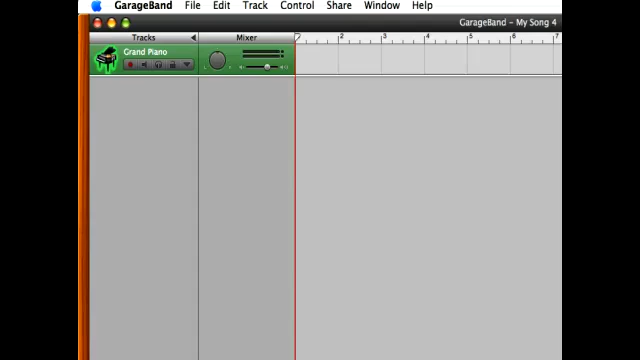 GarageBand File Edit Track Control Share Window Help
GarageBand – My Song 4
Tracks Mixer 2 3 4 5 6 7
Grand Piano
L R